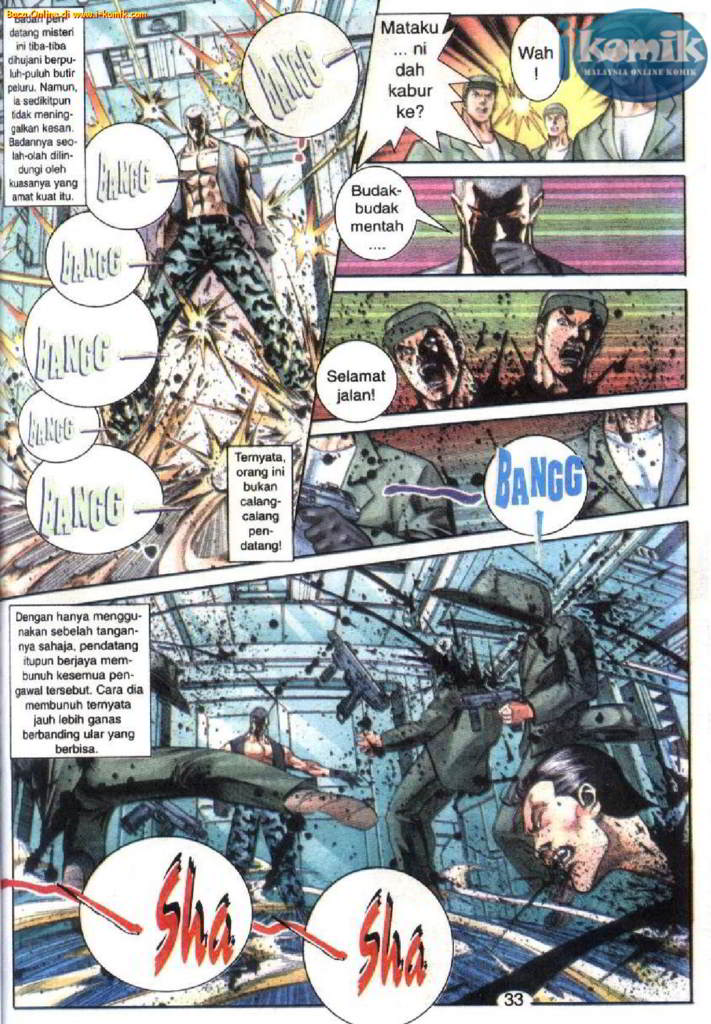 Baca Online di www.i-komik.com
Badan pen-
datang misteri
ini tiba-tiba
dihujani berpu-
luh-puluh butir
peluru. Namun,
ia sedikitpun
tidak mening-
galkan kesan.
Badannya seo-
lah-olah dilin-
dungi oleh
kuasanya yang
amat kuat itu.
BANGG
BANGG
BANGG
BANGG
BANGG
BANGG
Ternyata,
orang ini
bukan
calang-
calang
pendatang!
Mataku
... ni
dah
kabur
ke?
Wah
!
ikomik
MALAYSIA ONLINE KOMIK
Budak-
budak
mentah
....
Selamat
jalan!
BANGG
Dengan hanya menggu-
nakan sebelah tangan-
nya sahaja, pendatang
itupun berjaya mem-
bunuh kesemua pen-
gawal tersebut. Cara dia
membunuh ternyata
jauh lebih ganas
berbanding ular yang
berbisa.
Sha
Sha
33